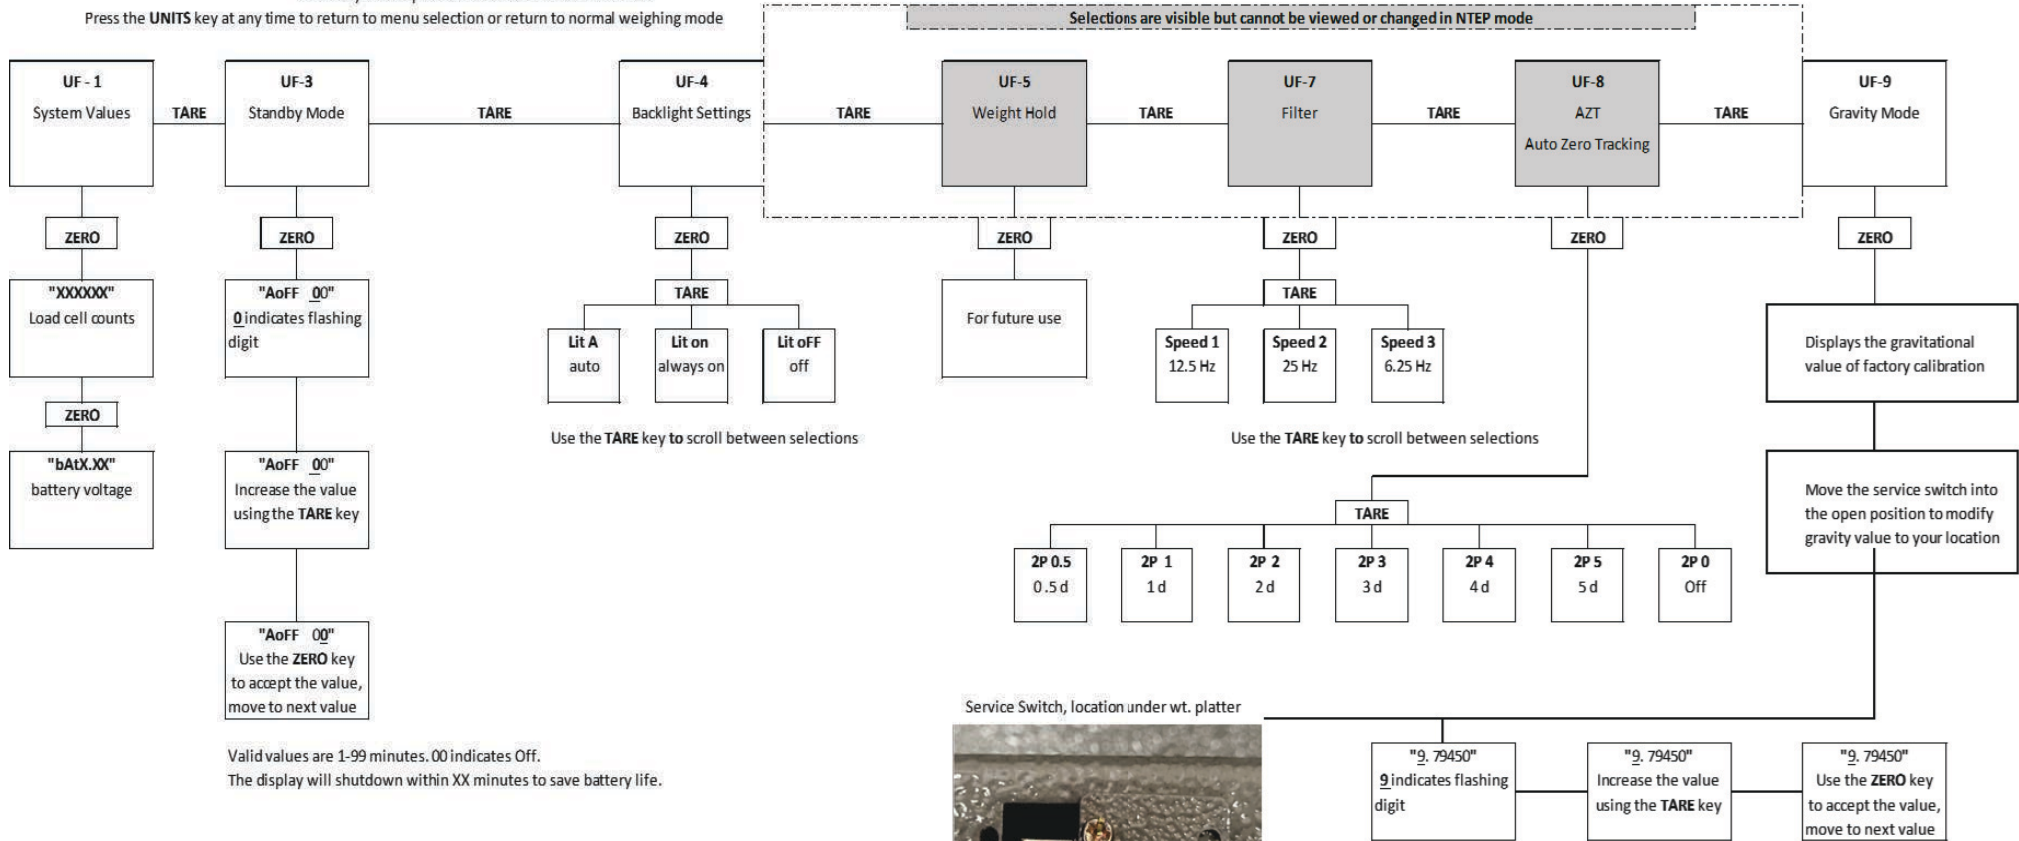 Press the UNITS key at any time to return to menu selection or return to normal weighing mode
Selections are visible but cannot be viewed or changed in NTEP mode
UF - 1
System Values
TARE
UF-3
Standby Mode
TARE
UF-4
Backlight Settings
TARE
UF-5
Weight Hold
TARE
UF-7
Filter
TARE
UF-8
AZT
Auto Zero Tracking
TARE
UF-9
Gravity Mode
ZERO
ZERO
ZERO
ZERO
ZERO
ZERO
ZERO
"XXXXXX"
Load cell counts
ZERO
"bAtX.XX"
battery voltage
"AoFF 00"
0 indicates flashing
digit
"AoFF 00"
Increase the value
using the TARE key
"AoFF 00"
Use the ZERO key
to accept the value,
move to next value
Valid values are 1-99 minutes. 00 indicates Off.
The display will shutdown within XX minutes to save battery life.
TARE
Lit A
auto
Lit on
always on
Lit oFF
off
Use the TARE key to scroll between selections
For future use
TARE
Speed 1
12.5 Hz
Speed 2
25 Hz
Speed 3
6.25 Hz
Use the TARE key to scroll between selections
TARE
2P 0.5
0.5 d
2P 1
1 d
2P 2
2 d
2P 3
3 d
2P 4
4 d
2P 5
5 d
2P 0
Off
Displays the gravitational
value of factory calibration
Move the service switch into
the open position to modify
gravity value to your location
Service Switch, location under wt. platter
"9. 79450"
9 indicates flashing
digit
"9. 79450"
Increase the value
using the TARE key
"9. 79450"
Use the ZERO key
to accept the value,
move to next value